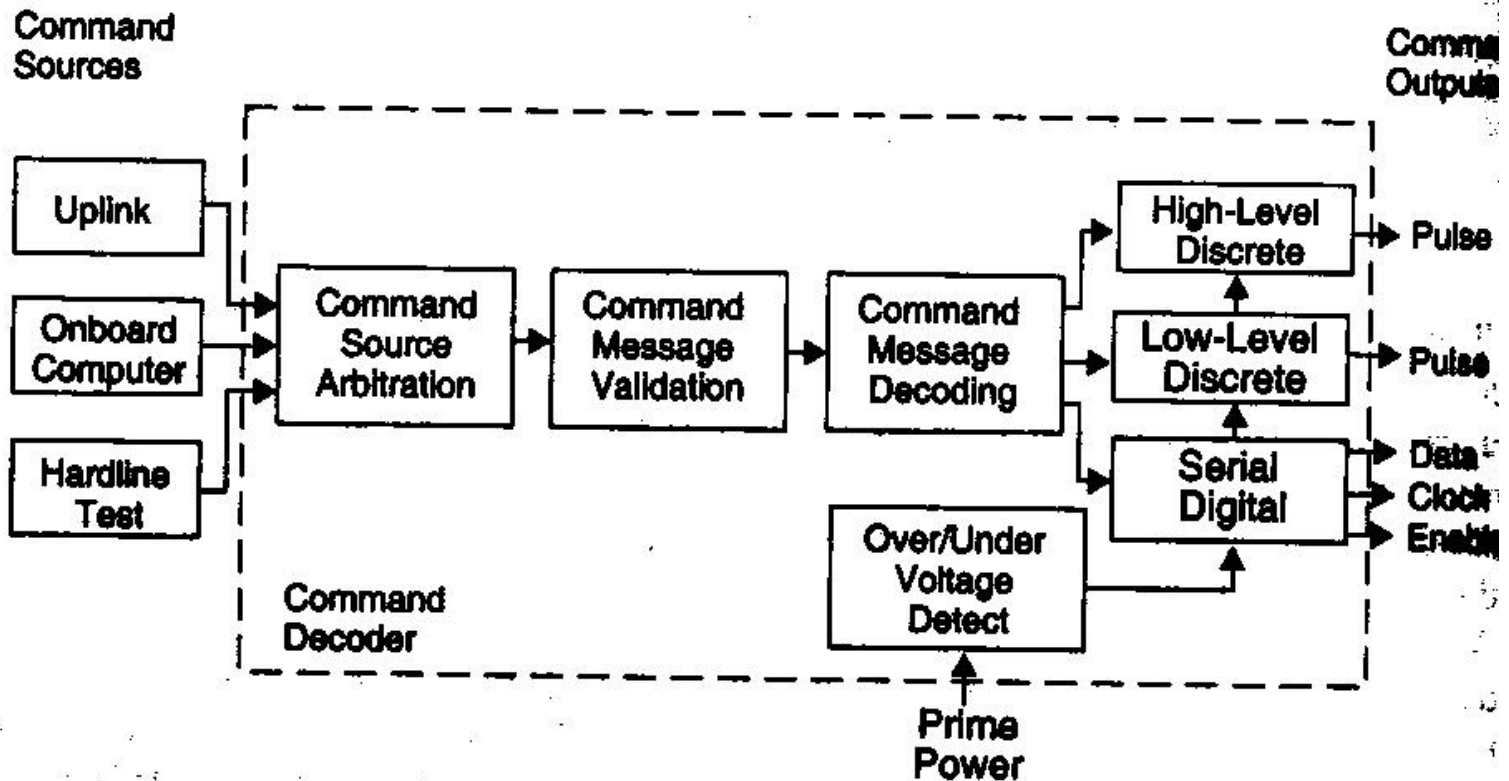 Command
Sources
Outputs
Uplink
Onboard
Computer
Hardline
Test
Command
Source
Arbitration
Command
Message
Validation
Command
Message
Decoding
High-Level
Discrete
Low-Level
Discrete
Serial
Digital
Over/Under
Voltage
Detect
Command
Decoder
Prime
Power
Pulse
Pulse
Data
Clock